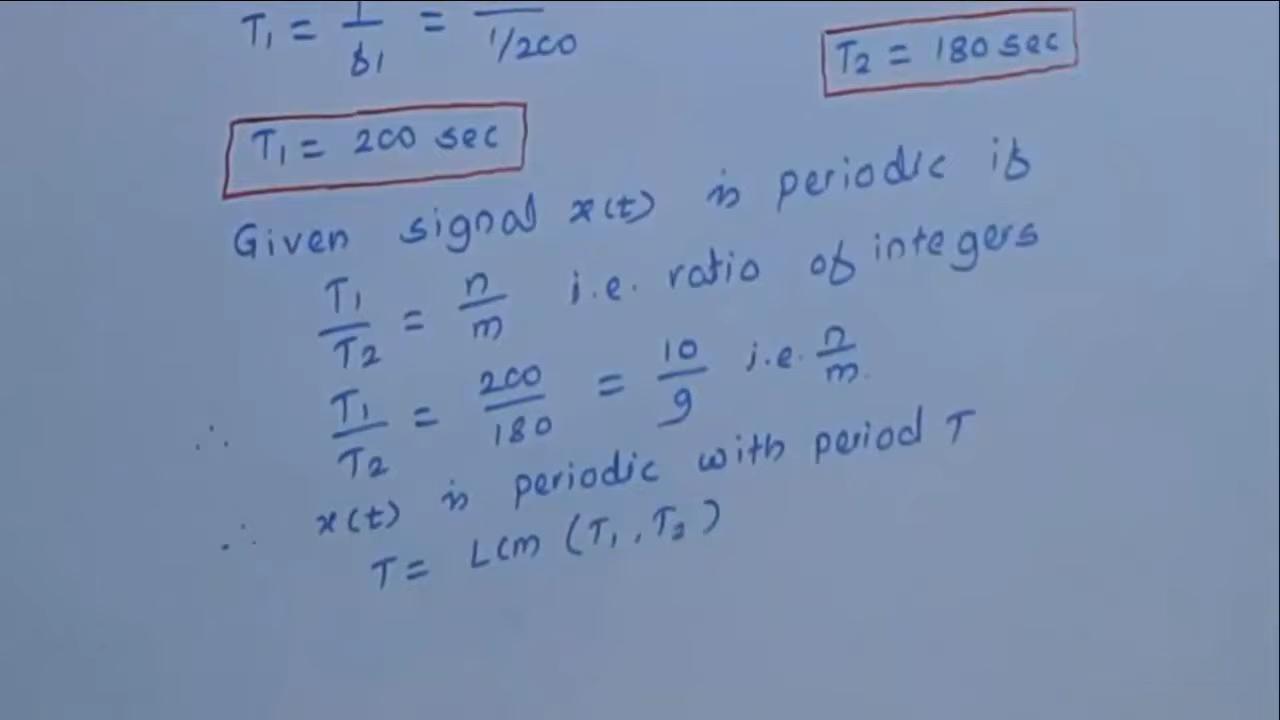 T₁ = 1/f₁ = /1/200
T₂ = 180 sec
T₁ = 200 sec
Given signal x(t) is periodic if
T₁/T₂ = n/m i.e. ratio of integers
∴ T₁/T₂ = 200/180 = 10/9 i.e. n/m.
∴ x(t) is periodic with period T
T = LCM (T₁, T₂)